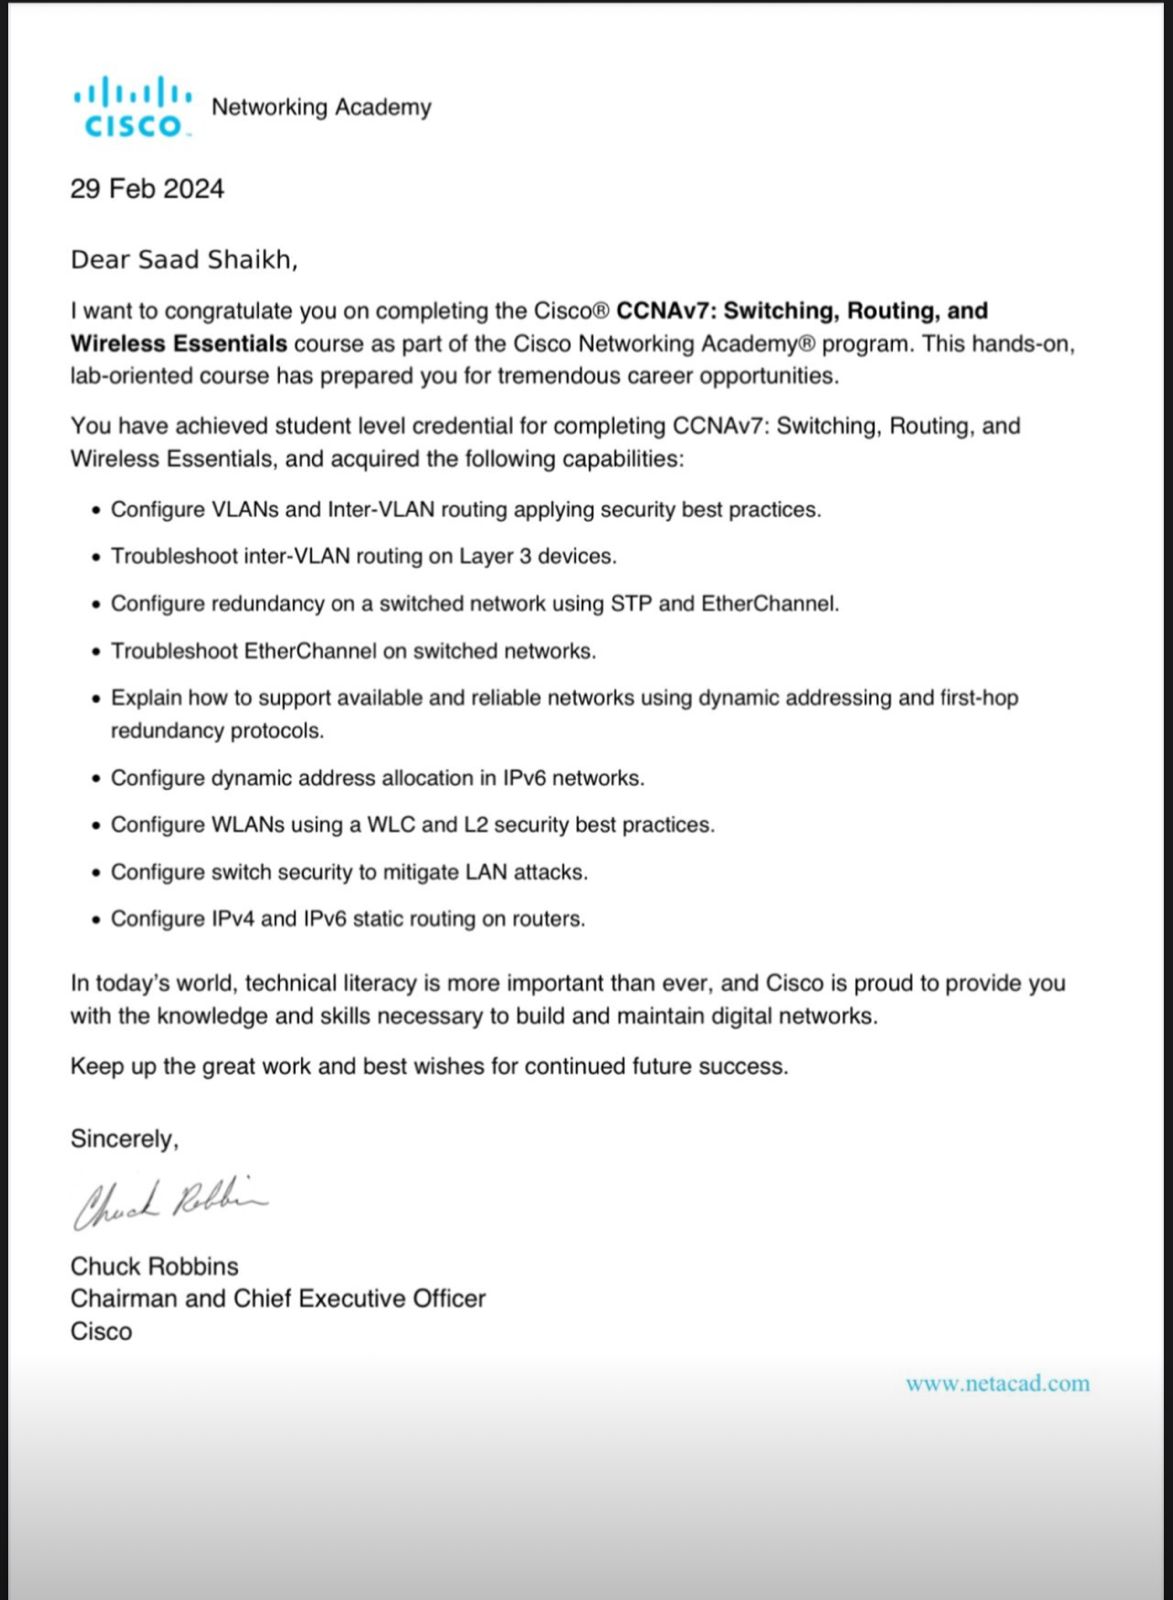 CISCO
Networking Academy
29 Feb 2024
Dear Saad Shaikh,
I want to congratulate you on completing the Cisco® CCNAv7: Switching, Routing, and
Wireless Essentials course as part of the Cisco Networking Academy® program. This hands-on,
lab-oriented course has prepared you for tremendous career opportunities.
You have achieved student level credential for completing CCNAv7: Switching, Routing, and
Wireless Essentials, and acquired the following capabilities:
• Configure VLANs and Inter-VLAN routing applying security best practices.
• Troubleshoot inter-VLAN routing on Layer 3 devices.
• Configure redundancy on a switched network using STP and EtherChannel.
• Troubleshoot EtherChannel on switched networks.
• Explain how to support available and reliable networks using dynamic addressing and first-hop
redundancy protocols.
• Configure dynamic address allocation in IPv6 networks.
• Configure WLANs using a WLC and L2 security best practices.
• Configure switch security to mitigate LAN attacks.
• Configure IPv4 and IPv6 static routing on routers.
In today’s world, technical literacy is more important than ever, and Cisco is proud to provide you
with the knowledge and skills necessary to build and maintain digital networks.
Keep up the great work and best wishes for continued future success.
Sincerely,
Chuck Robbins
Chuck Robbins
Chairman and Chief Executive Officer
Cisco
www.netacad.com